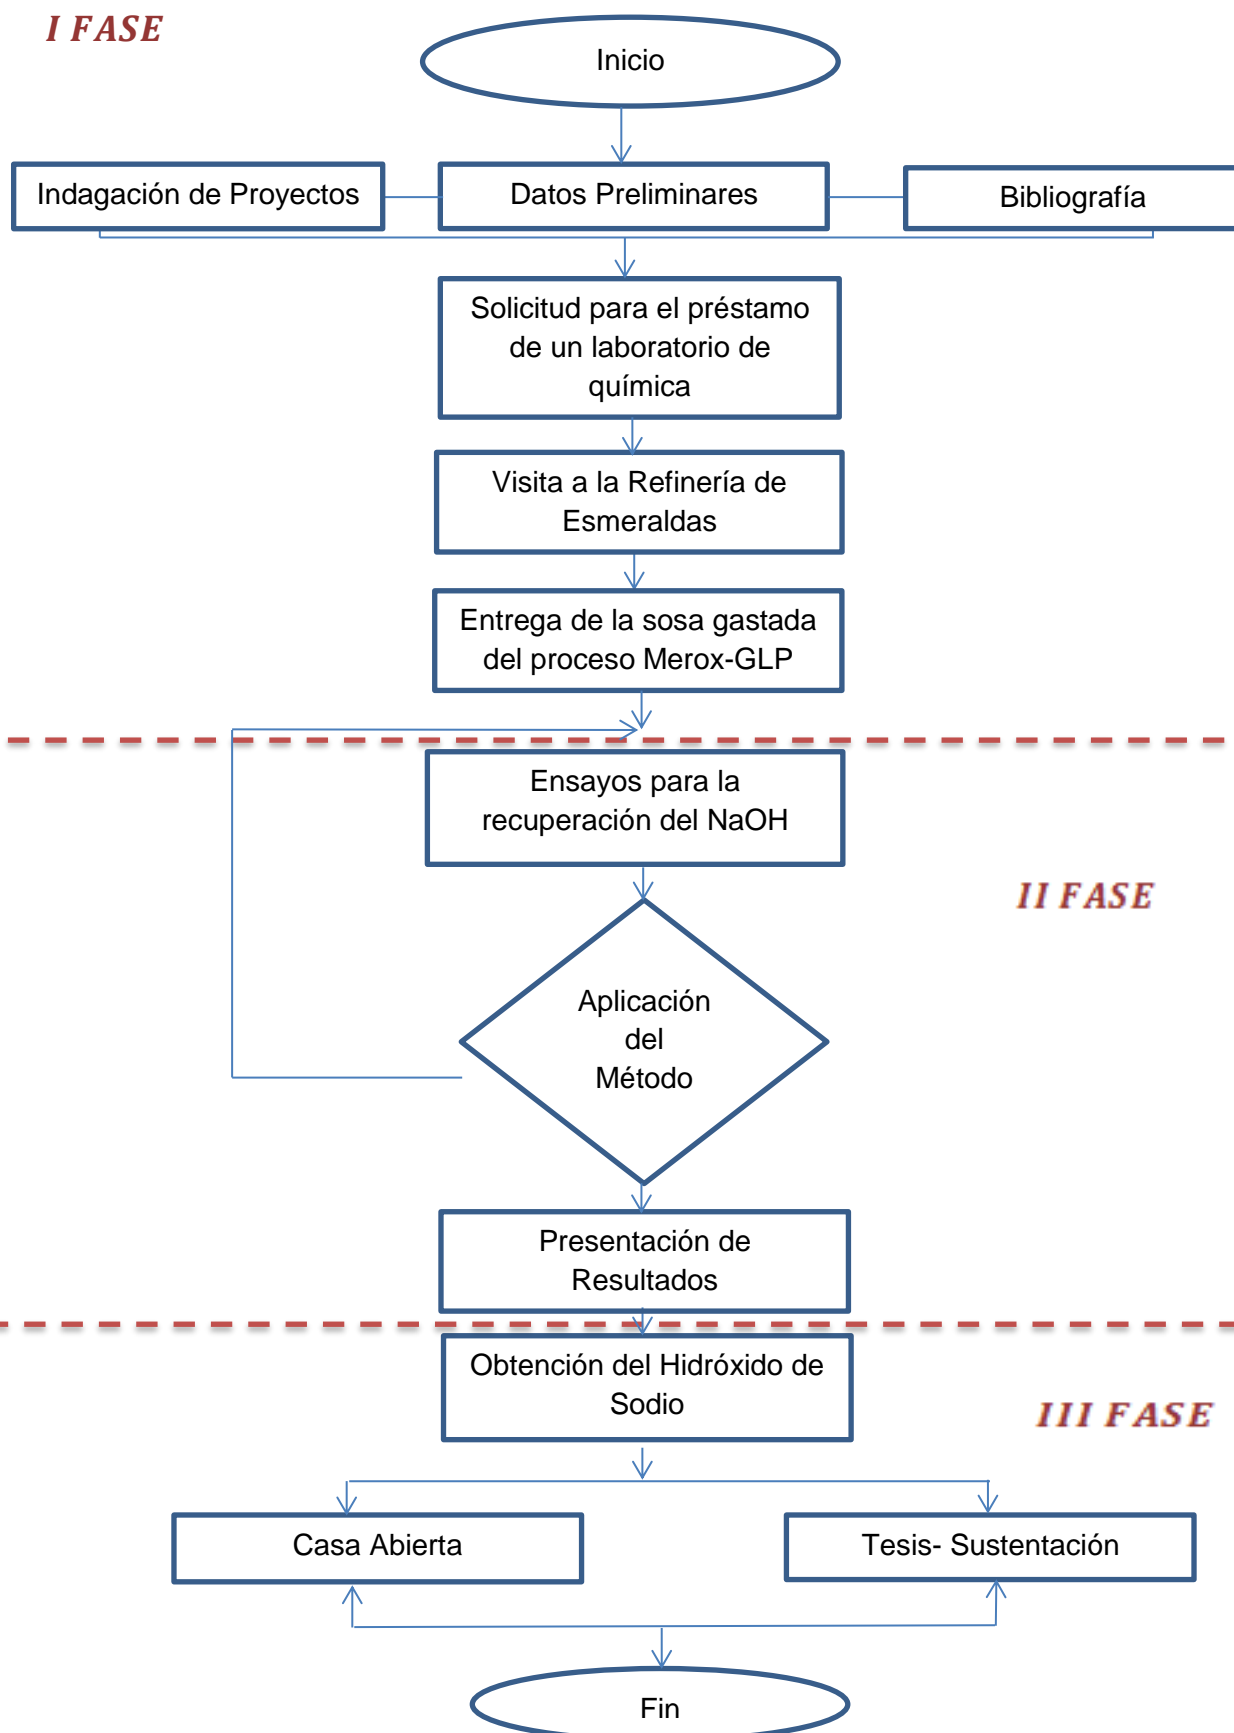 I FASE
Inicio
Indagación de Proyectos
Datos Preliminares
Bibliografía
Solicitud para el préstamo
de un laboratorio de
química
Visita a la Refinería de
Esmeraldas
Entrega de la sosa gastada
del proceso Merox-GLP
Ensayos para la
recuperación del NaOH
II FASE
Aplicación
del
Método
Presentación de
Resultados
Obtención del Hidróxido de
Sodio
III FASE
Casa Abierta
Tesis- Sustentación
Fin